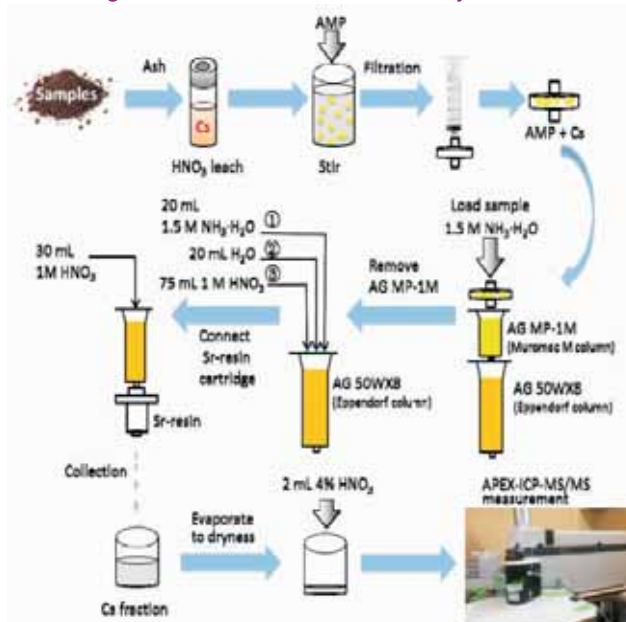 AMP
Ash
Filtration
Samples
Cs
HNO₃ leach
Stir
AMP + Cs
Load sample
1.5 M NH₃·H₂O
20 mL
1.5 M NH₃·H₂O ①
20 mL H₂O ②
75 mL 1 M HNO₃ ③
30 mL
1M HNO₃
Remove
AG MP-1M
AG MP-1M
(Muromac M column)
Connect
Sr-resin
cartridge
AG 50WX8
(Eppendorf column)
AG 50WX8
(Eppendorf column)
Sr-resin
Collection
2 mL 4% HNO₃
APEX-ICP-MS/MS
measurement
Evaporate
to dryness
Cs fraction